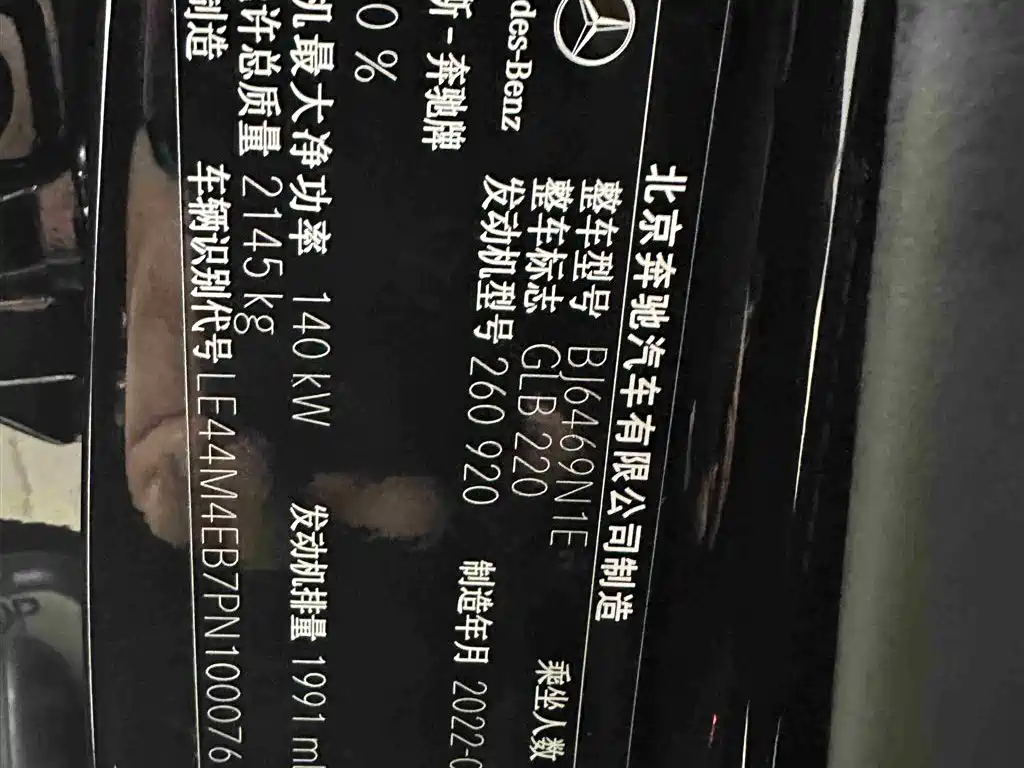 北京奔驰汽车有限公司制造
des-Benz 整车型号 BJ6469N1E 乘坐人数
整车标志 GLB 220
斯-奔驰牌 发动机型号 260 920 制造年月 2022-0
0 %
机最大净功率 140 kW 发动机排量 1991 ml
许总质量 2145 kg
制造 车辆识别代号 LE44M4EB7PN100076